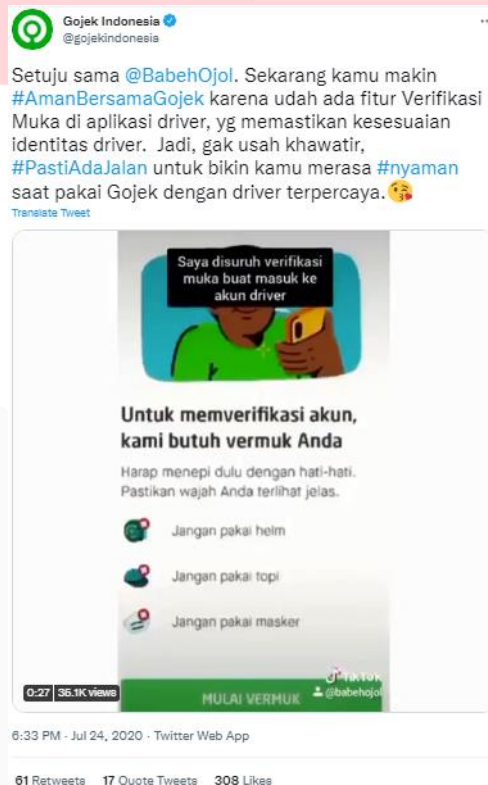 Gojek Indonesia
@gojekindonesia
Setuju sama @BabehOjol. Sekarang kamu makin
#AmanBersamaGojek karena udah ada fitur Verifikasi
Muka di aplikasi driver, yg memastikan kesesuaian
identitas driver. Jadi, gak usah khawatir,
#PastiAdaJalan untuk bikin kamu merasa #nyaman
saat pakai Gojek dengan driver terpercaya.😘
Translate Tweet
Saya disuruh verifikasi
muka buat masuk ke
akun driver
Untuk memverifikasi akun,
kami butuh vermuk Anda
Harap menepi dulu dengan hati-hati.
Pastikan wajah Anda terlihat jelas.
Jangan pakai helm
Jangan pakai topi
Jangan pakai masker
TikTok
0:27 36.1K views
MULAI VERMUK
@babehojol
6:33 PM · Jul 24, 2020 · Twitter Web App
61 Retweets 17 Quote Tweets 308 Likes